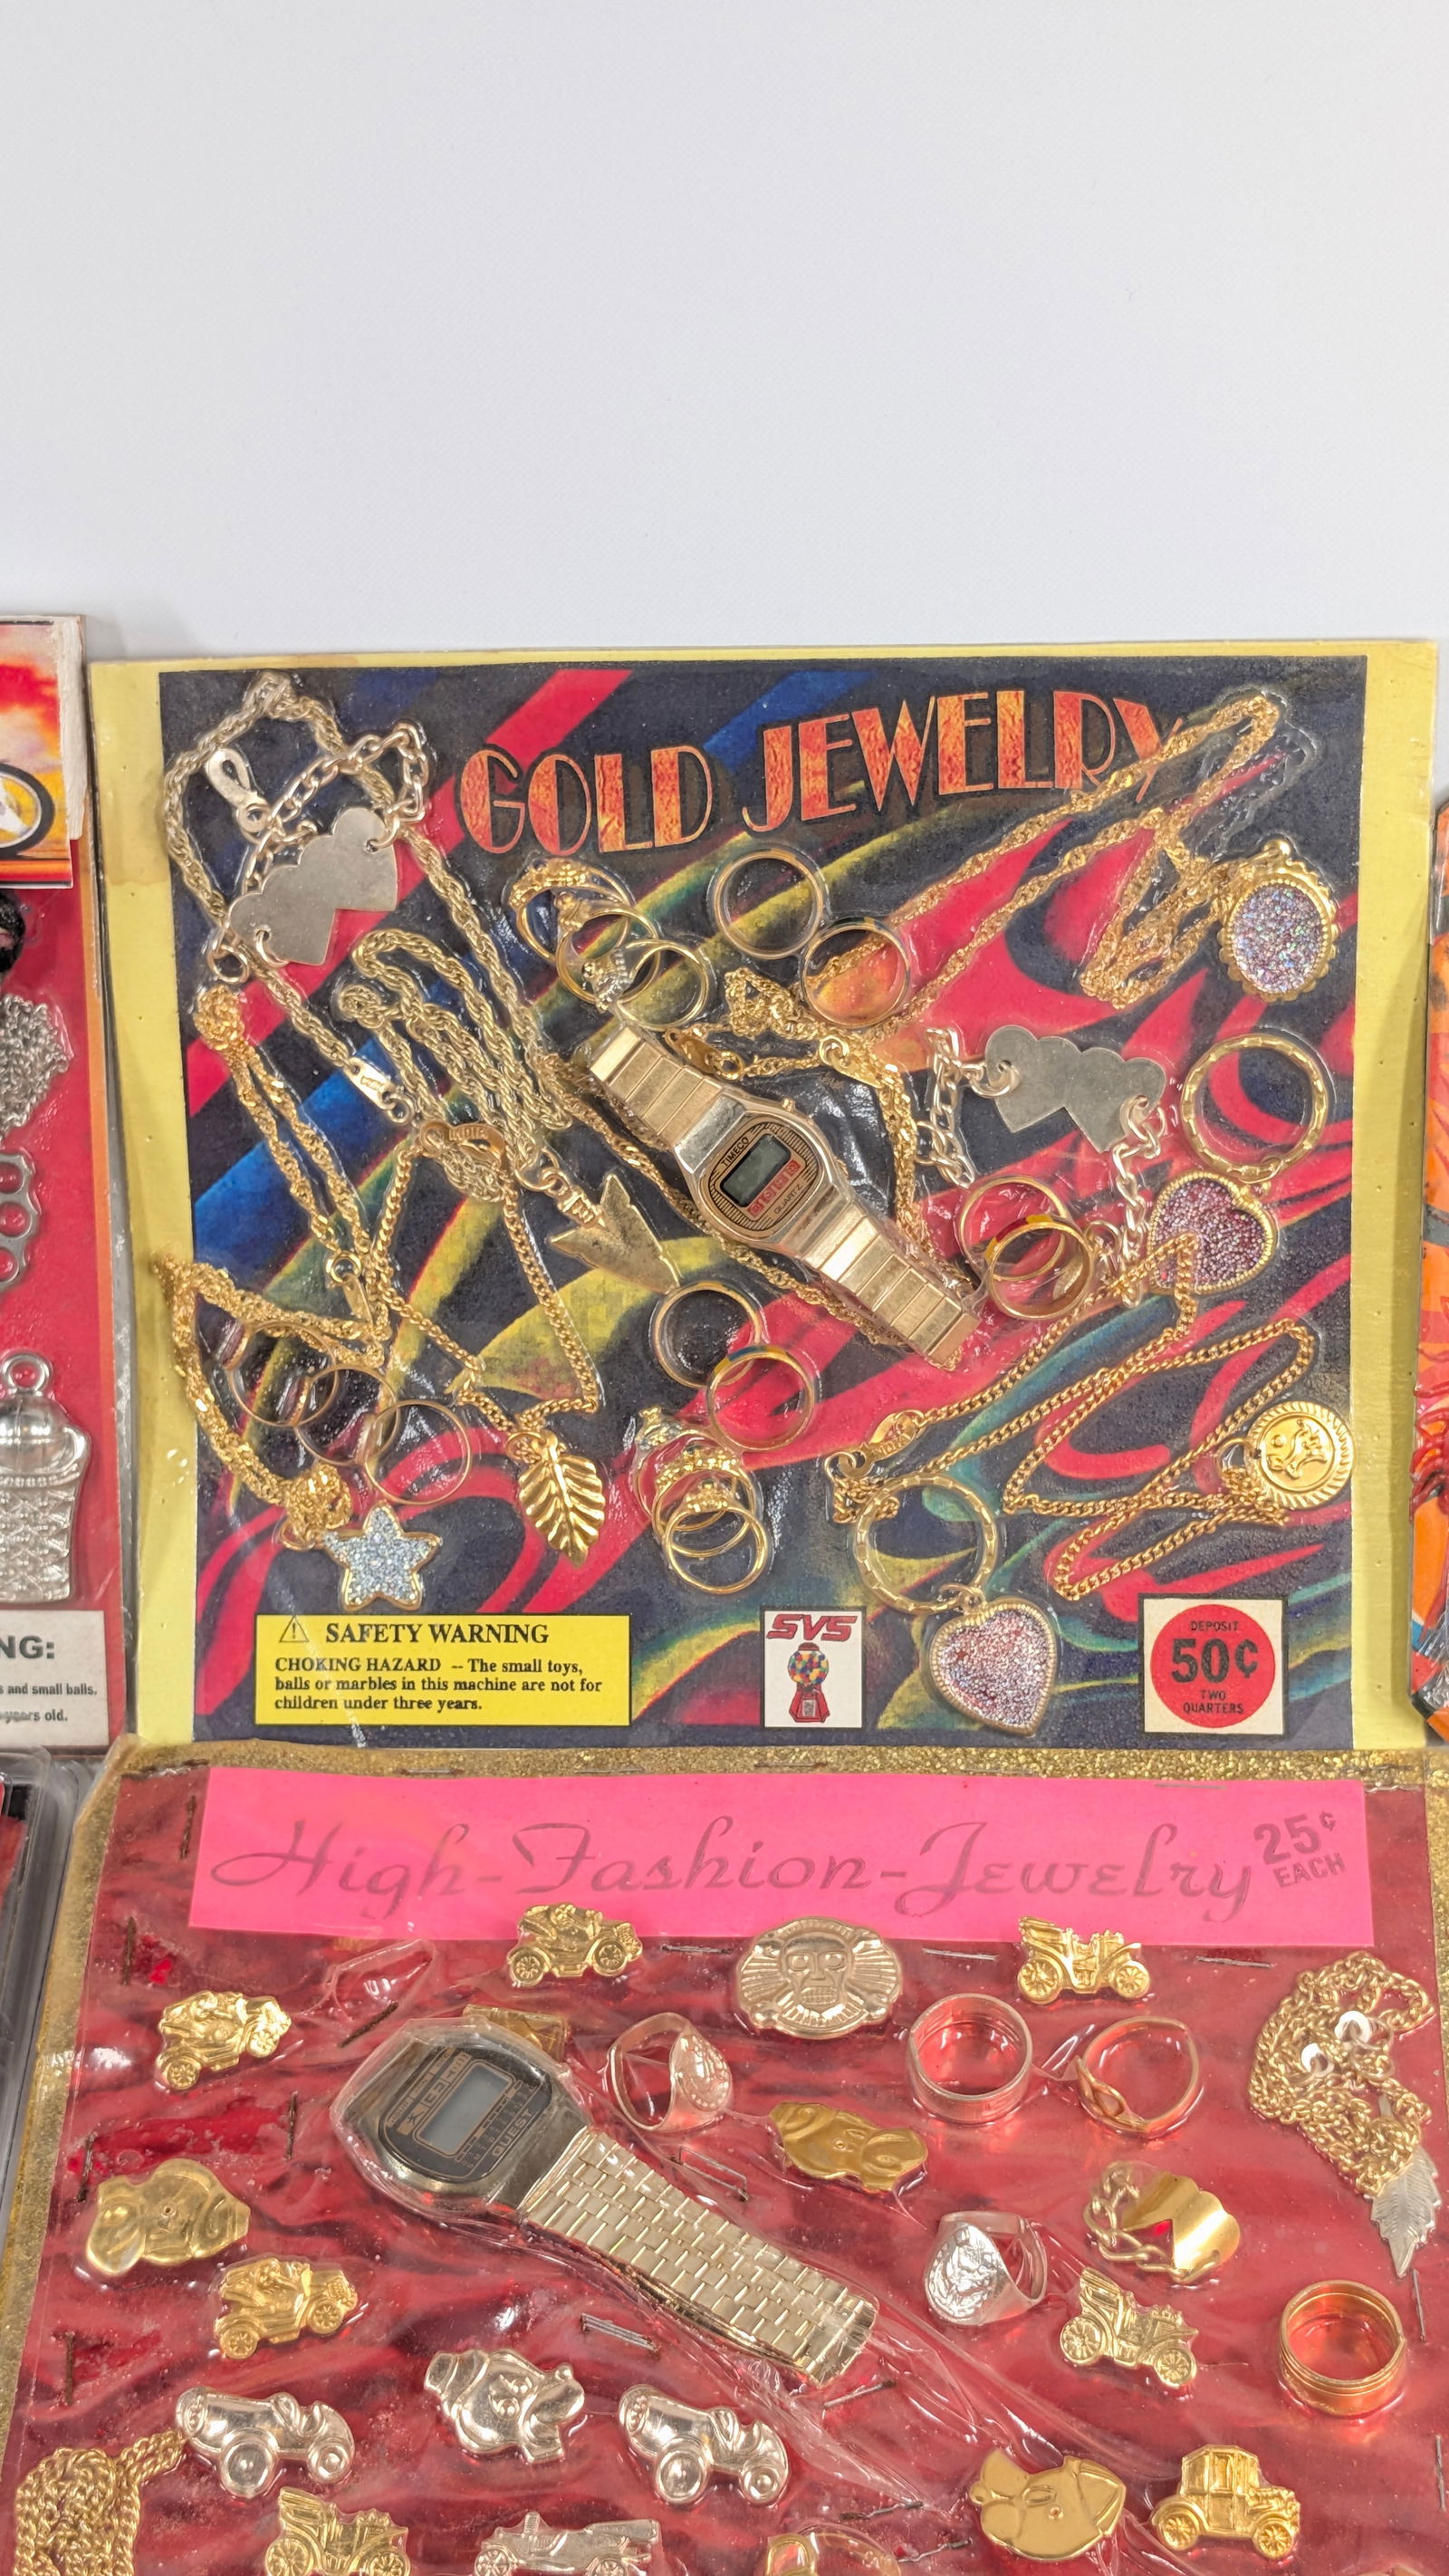 GOLD JEWELRY
TIMECO
QUARTZ
NG:
s and small balls.
years old.
SAFETY WARNING
CHOKING HAZARD -- The small toys,
balls or marbles in this machine are not for
children under three years.
SVS
DEPOSIT
50¢
TWO
QUARTERS
High-Fashion-Jewelry
25¢
EACH
QUEST